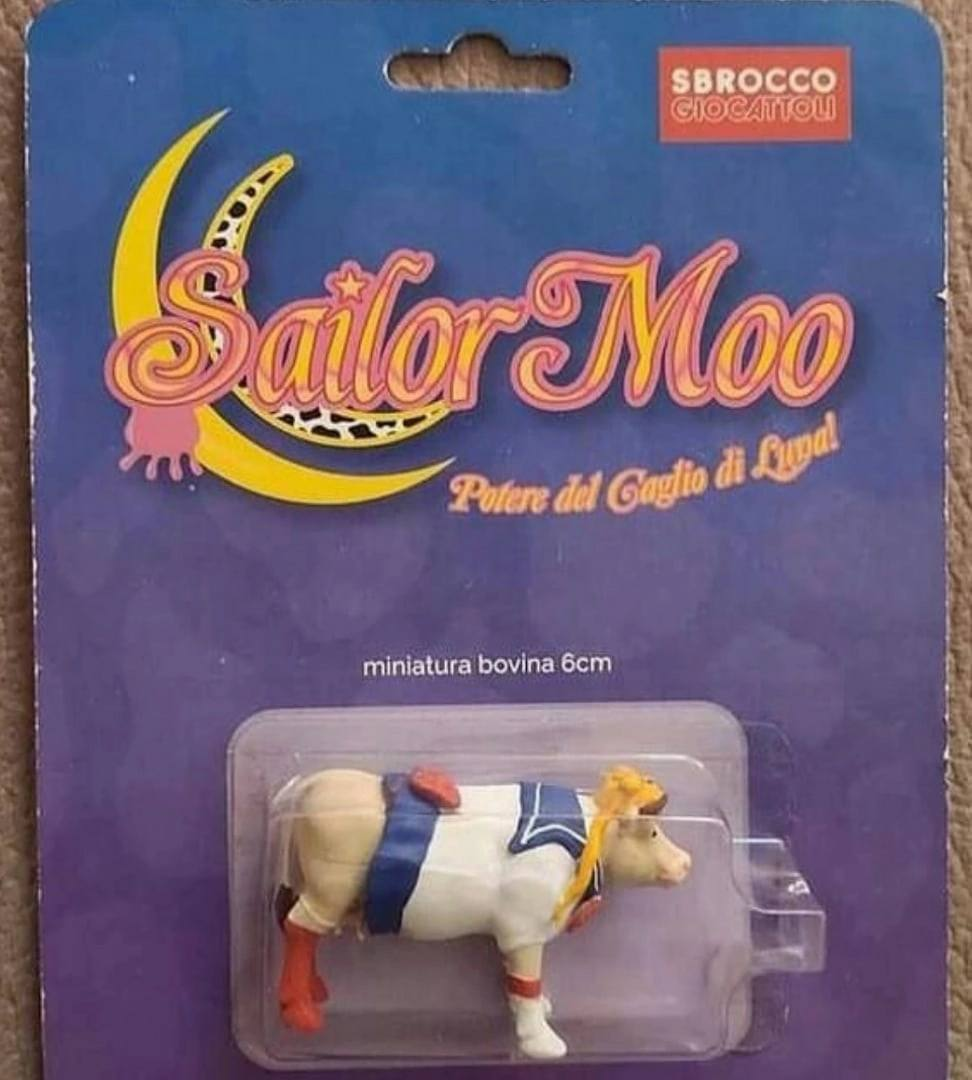 SBROCCO
GIOCATTOLI
Sailor Moo
Potere del Caglio di Luna!
miniatura bovina 6cm